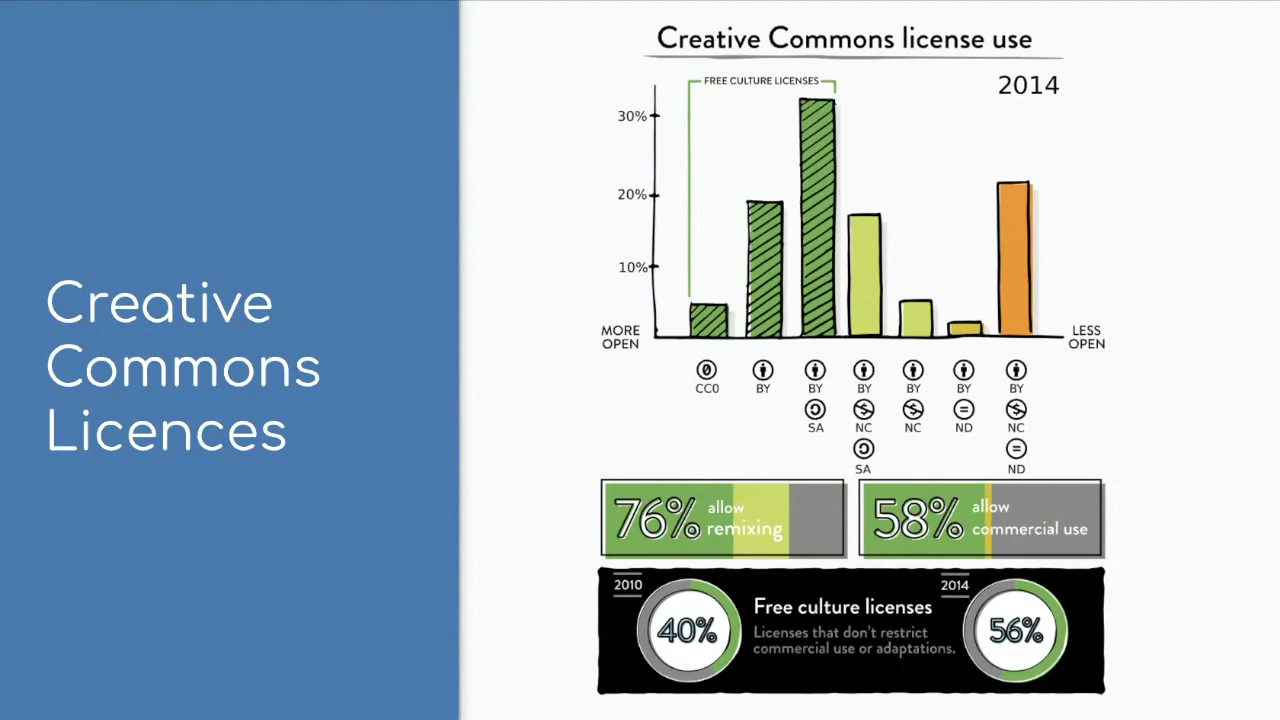 Creative
Commons
Licences
Creative Commons license use
2014
FREE CULTURE LICENSES
30%
20%
10%
MORE
OPEN
LESS
OPEN
CC0 BY BY BY BY BY BY
SA NC NC ND NC
SA ND
76% allow
remixing
58% allow
commercial use
2010
40%
Free culture licenses
Licenses that don't restrict
commercial use or adaptations.
2014
56%